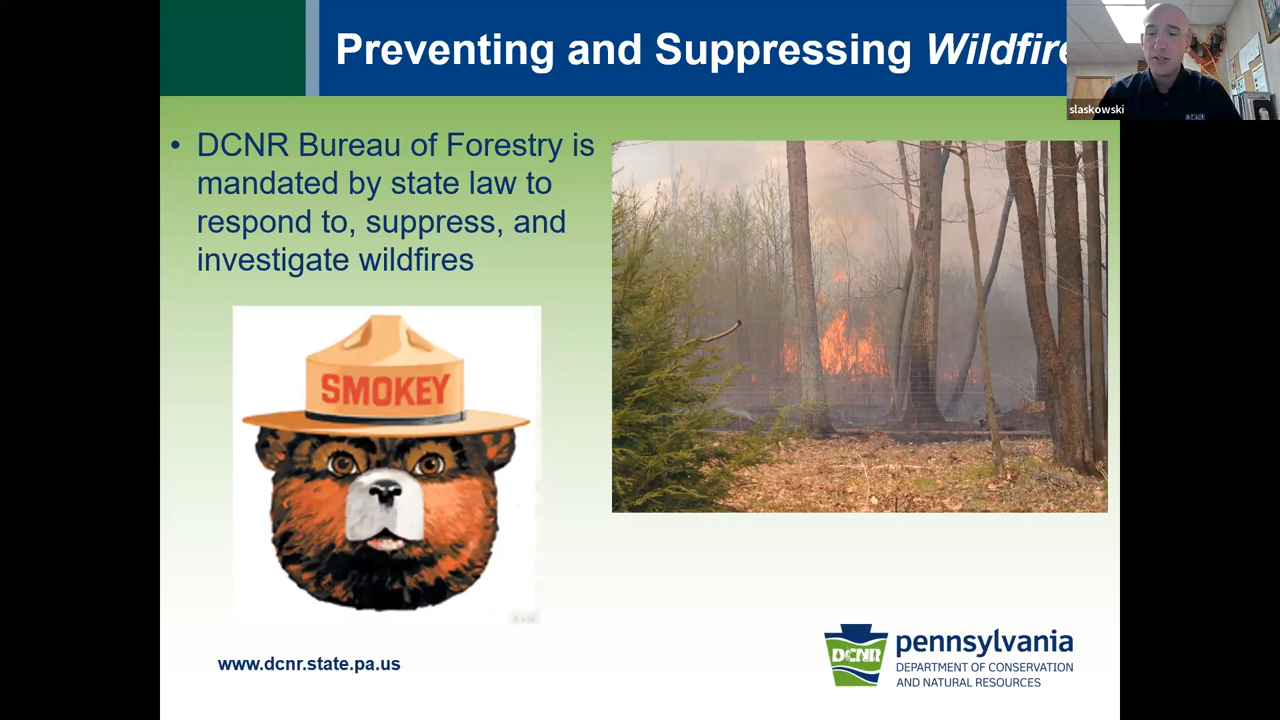 Preventing and Suppressing Wildfire
slaskowski
• DCNR Bureau of Forestry is
mandated by state law to
respond to, suppress, and
investigate wildfires
SMOKEY
www.dcnr.state.pa.us
DCNR
pennsylvania
DEPARTMENT OF CONSERVATION
AND NATURAL RESOURCES